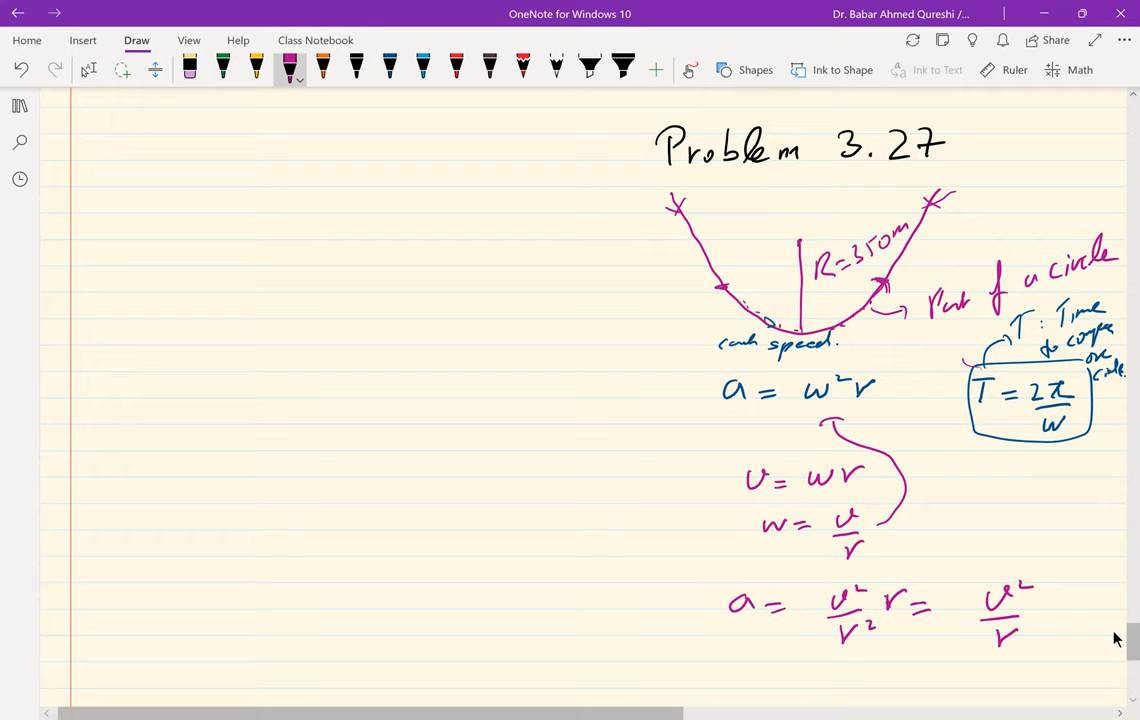 OneNote for Windows 10
Dr. Babar Ahmed Qureshi /...
Home Insert Draw View Help Class Notebook
Share
Shapes Ink to Shape Ink to Text Ruler Math
Problem 3.27
R=350m
Part of a circle
T: Time
to
one
circle.
const speed.
a = w²r
T = 2π/w
v = wr
w = v/r
a = v²/r² r = v²/r